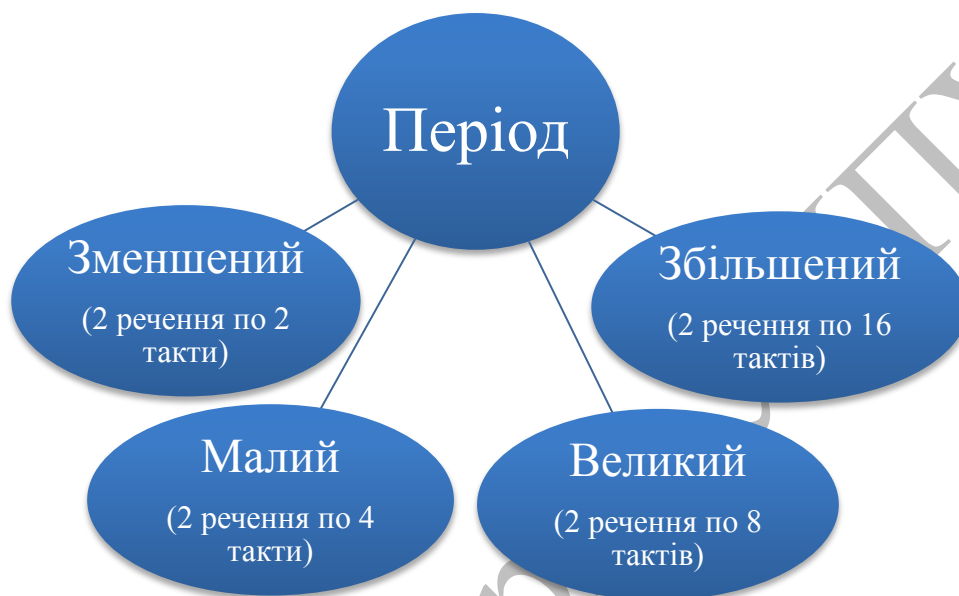 Період
Зменшений
(2 речення по 2
такти)
Збільшений
(2 речення по 16
тактів)
Малий
(2 речення по 4
такти)
Великий
(2 речення по 8
тактів)